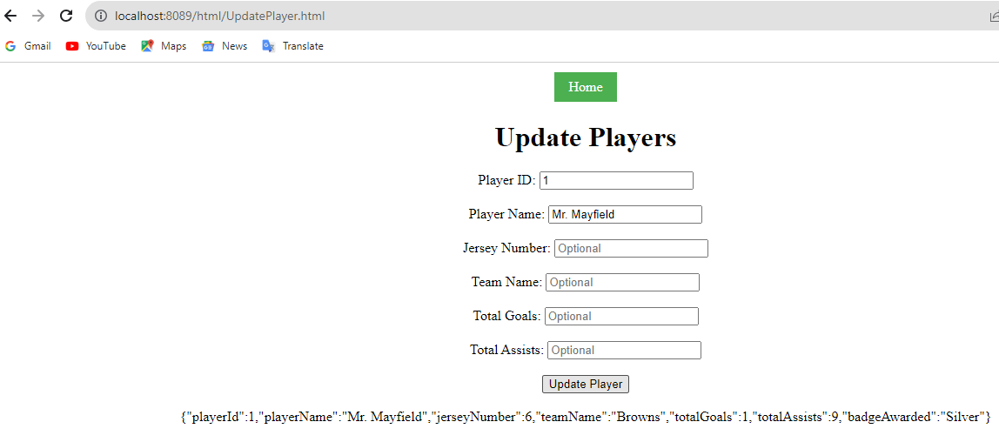 localhost:8089/html/UpdatePlayer.html
Gmail YouTube Maps News Translate
Home
Update Players
Player ID: 1
Player Name: Mr. Mayfield
Jersey Number: Optional
Team Name: Optional
Total Goals: Optional
Total Assists: Optional
Update Player
{"playerId":1,"playerName":"Mr. Mayfield","jerseyNumber":6,"teamName":"Browns","totalGoals":1,"totalAssists":9,"badgeAwarded":"Silver"}